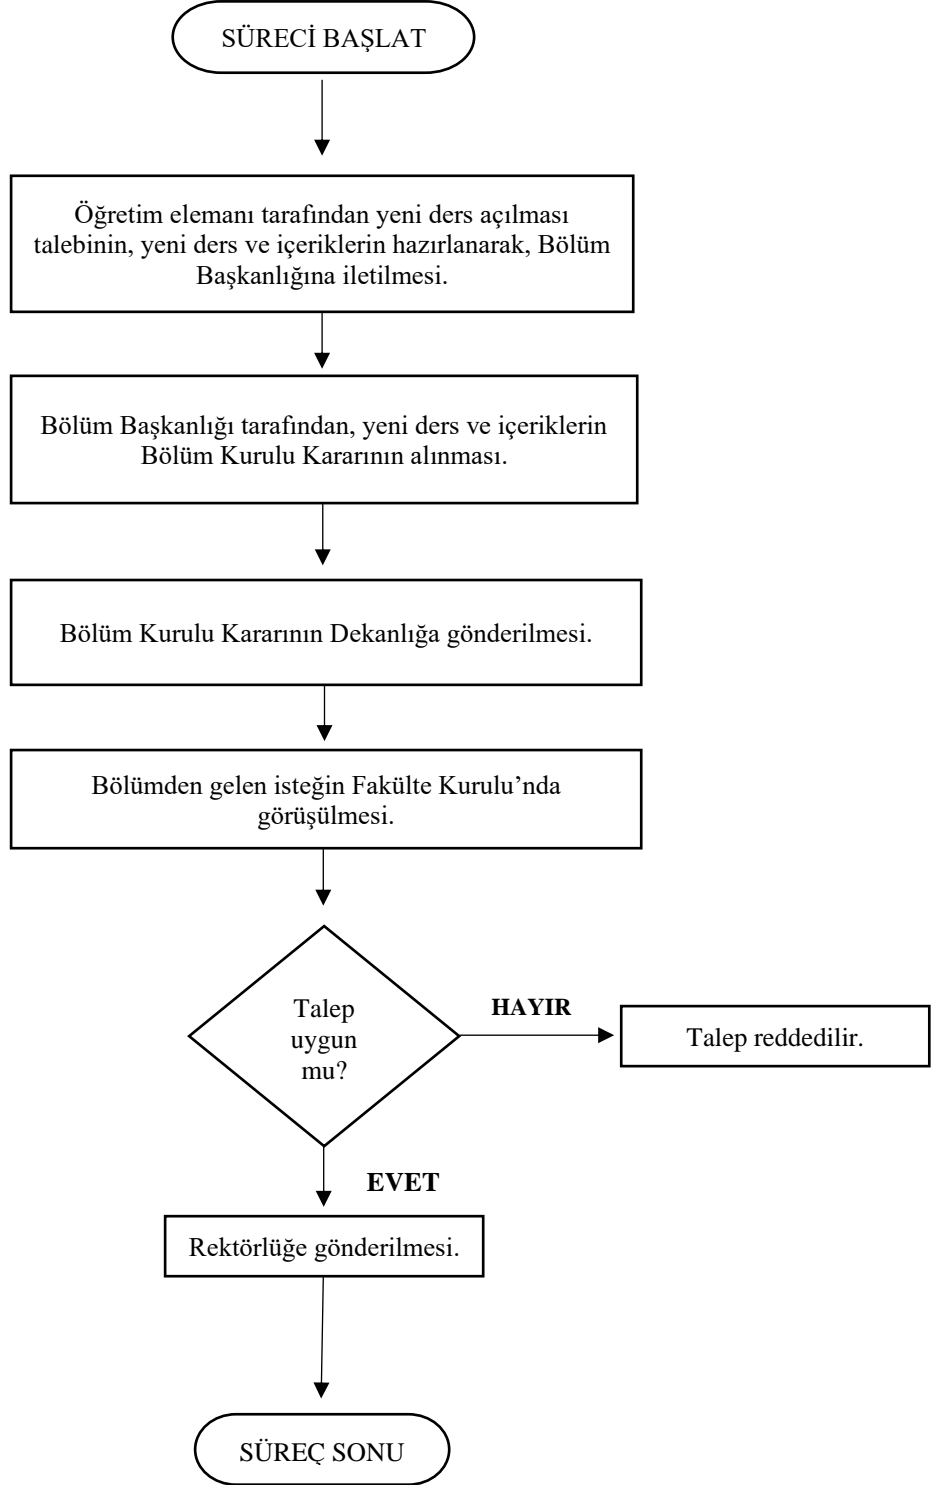 SÜRECİ BAŞLAT
Öğretim elemanı tarafından yeni ders açılması
talebinin, yeni ders ve içeriklerin hazırlanarak, Bölüm
Başkanlığına iletilmesi.
Bölüm Başkanlığı tarafından, yeni ders ve içeriklerin
Bölüm Kurulu Kararının alınması.
Bölüm Kurulu Kararının Dekanlığa gönderilmesi.
Bölümden gelen isteğin Fakülte Kurulu’nda
görüşülmesi.
Talep
uygun
mu?
HAYIR
Talep reddedilir.
EVET
Rektörlüğe gönderilmesi.
SÜREÇ SONU